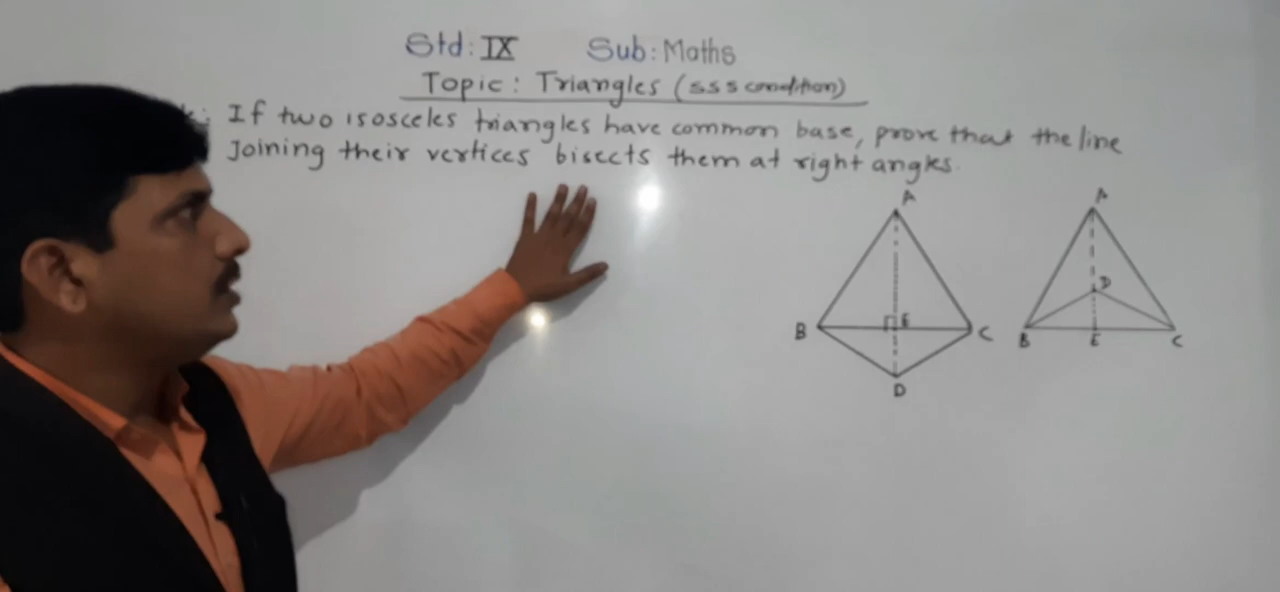 Std: IX Sub: Maths
Topic: Triangles (SSS condition)
If two isosceles triangles have common base, prove that the line
Joining their vertices bisects them at right angles.
A
A
D
B
E
C
B
E
C
D